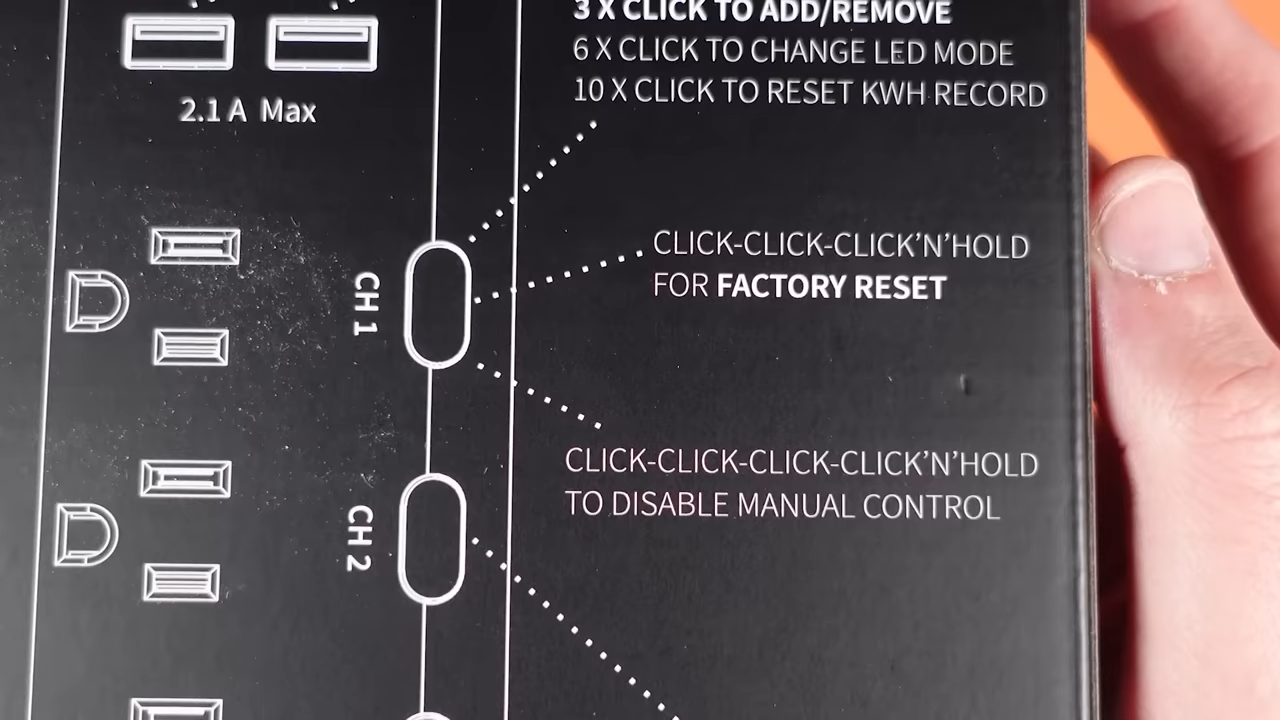 3 X CLICK TO ADD/REMOVE
6 X CLICK TO CHANGE LED MODE
10 X CLICK TO RESET KWH RECORD
2.1 A Max
CLICK-CLICK-CLICK'N'HOLD
FOR FACTORY RESET
CH 1
CLICK-CLICK-CLICK-CLICK'N'HOLD
TO DISABLE MANUAL CONTROL
CH 2